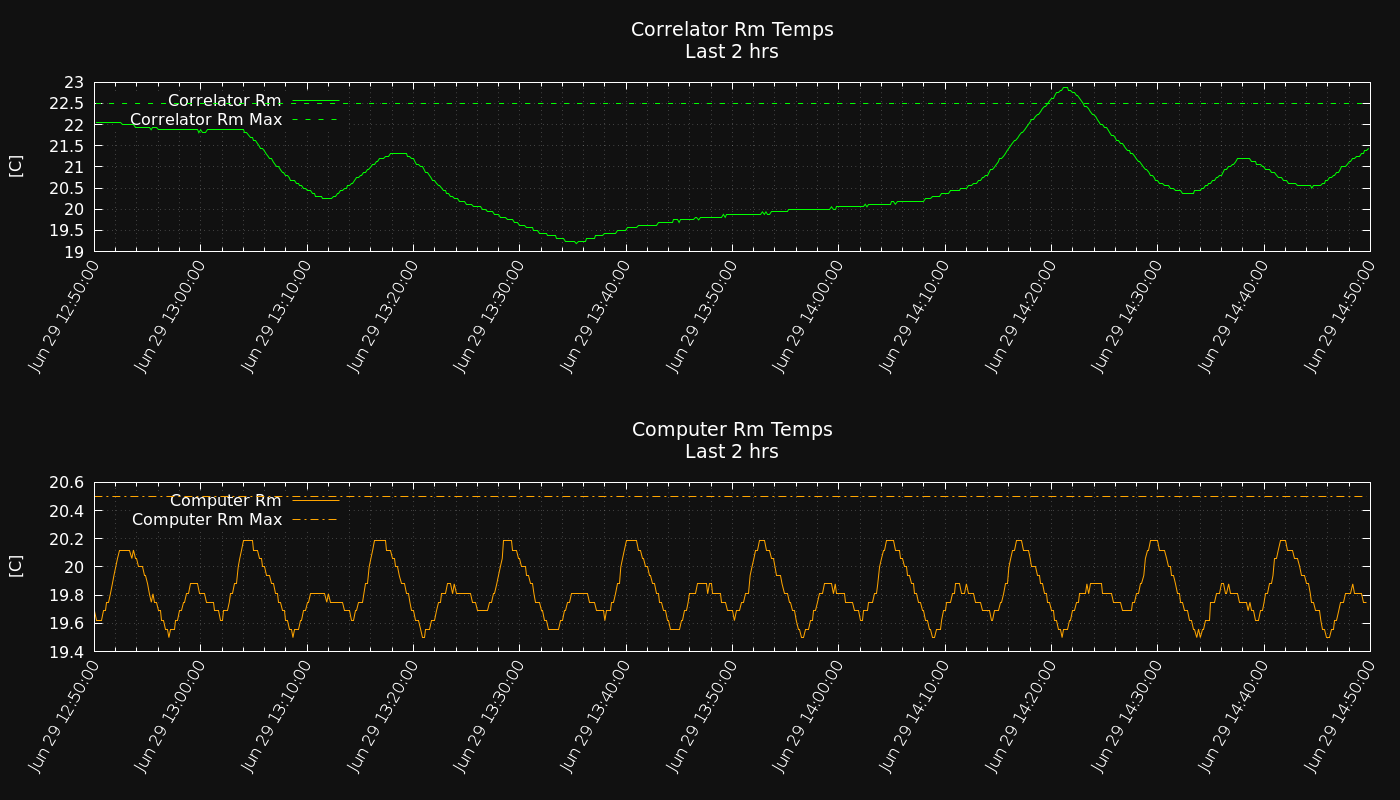 Correlator Rm Temps
Last 2 hrs
23
22.5
22
21.5
21
20.5
20
19.5
19
[C]
Correlator Rm
Correlator Rm Max
Jun 29 12:50:00
Jun 29 13:00:00
Jun 29 13:10:00
Jun 29 13:20:00
Jun 29 13:30:00
Jun 29 13:40:00
Jun 29 13:50:00
Jun 29 14:00:00
Jun 29 14:10:00
Jun 29 14:20:00
Jun 29 14:30:00
Jun 29 14:40:00
Jun 29 14:50:00
Computer Rm Temps
Last 2 hrs
20.6
20.4
20.2
20
19.8
19.6
19.4
[C]
Computer Rm
Computer Rm Max
Jun 29 12:50:00
Jun 29 13:00:00
Jun 29 13:10:00
Jun 29 13:20:00
Jun 29 13:30:00
Jun 29 13:40:00
Jun 29 13:50:00
Jun 29 14:00:00
Jun 29 14:10:00
Jun 29 14:20:00
Jun 29 14:30:00
Jun 29 14:40:00
Jun 29 14:50:00